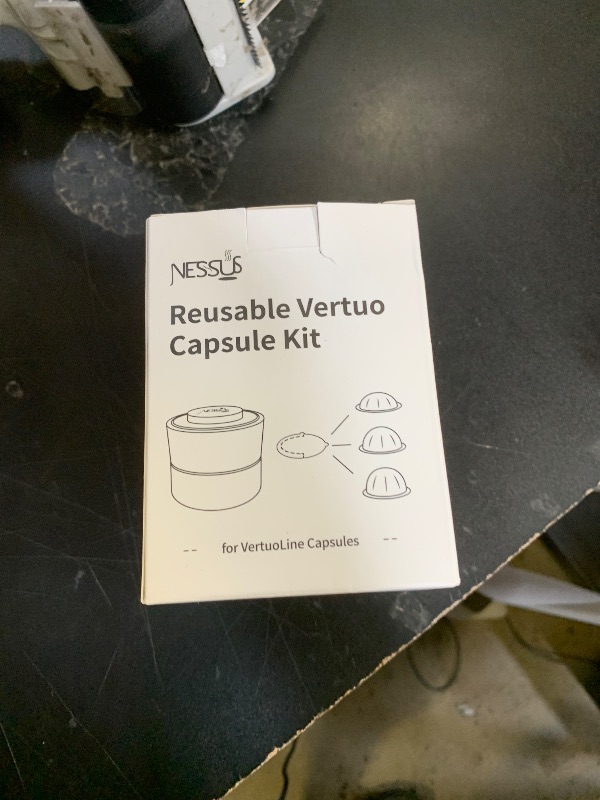 NESSUS
Reusable Vertuo
Capsule Kit
-- for VertuoLine Capsules --